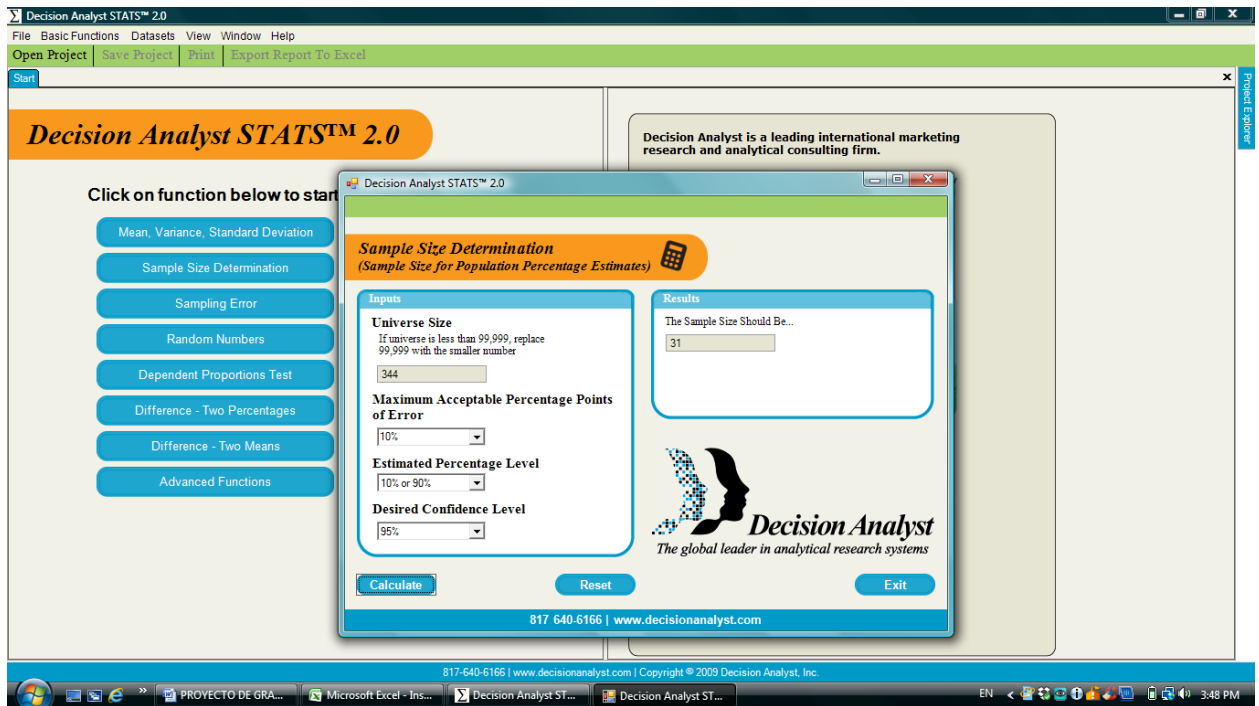 Decision Analyst STATS™ 2.0
File Basic Functions Datasets View Window Help
Open Project Save Project Print Export Report To Excel
Start
Project Explorer
Decision Analyst STATS™ 2.0
Click on function below to start
Mean, Variance, Standard Deviation
Sample Size Determination
Sampling Error
Random Numbers
Dependent Proportions Test
Difference - Two Percentages
Difference - Two Means
Advanced Functions
Decision Analyst is a leading international marketing
research and analytical consulting firm.
Decision Analyst STATS™ 2.0
Sample Size Determination
(Sample Size for Population Percentage Estimates)
Inputs
Universe Size
If universe is less than 99,999, replace
99,999 with the smaller number
344
Maximum Acceptable Percentage Points
of Error
10%
Estimated Percentage Level
10% or 90%
Desired Confidence Level
95%
Results
The Sample Size Should Be...
31
Decision Analyst
The global leader in analytical research systems
Calculate Reset Exit
817 640-6166 | www.decisionanalyst.com
817-640-6166 | www.decisionanalyst.com | Copyright © 2009 Decision Analyst, Inc.
PROYECTO DE GRA... Microsoft Excel - Ins... Decision Analyst ST... Decision Analyst ST... EN 3:48 PM